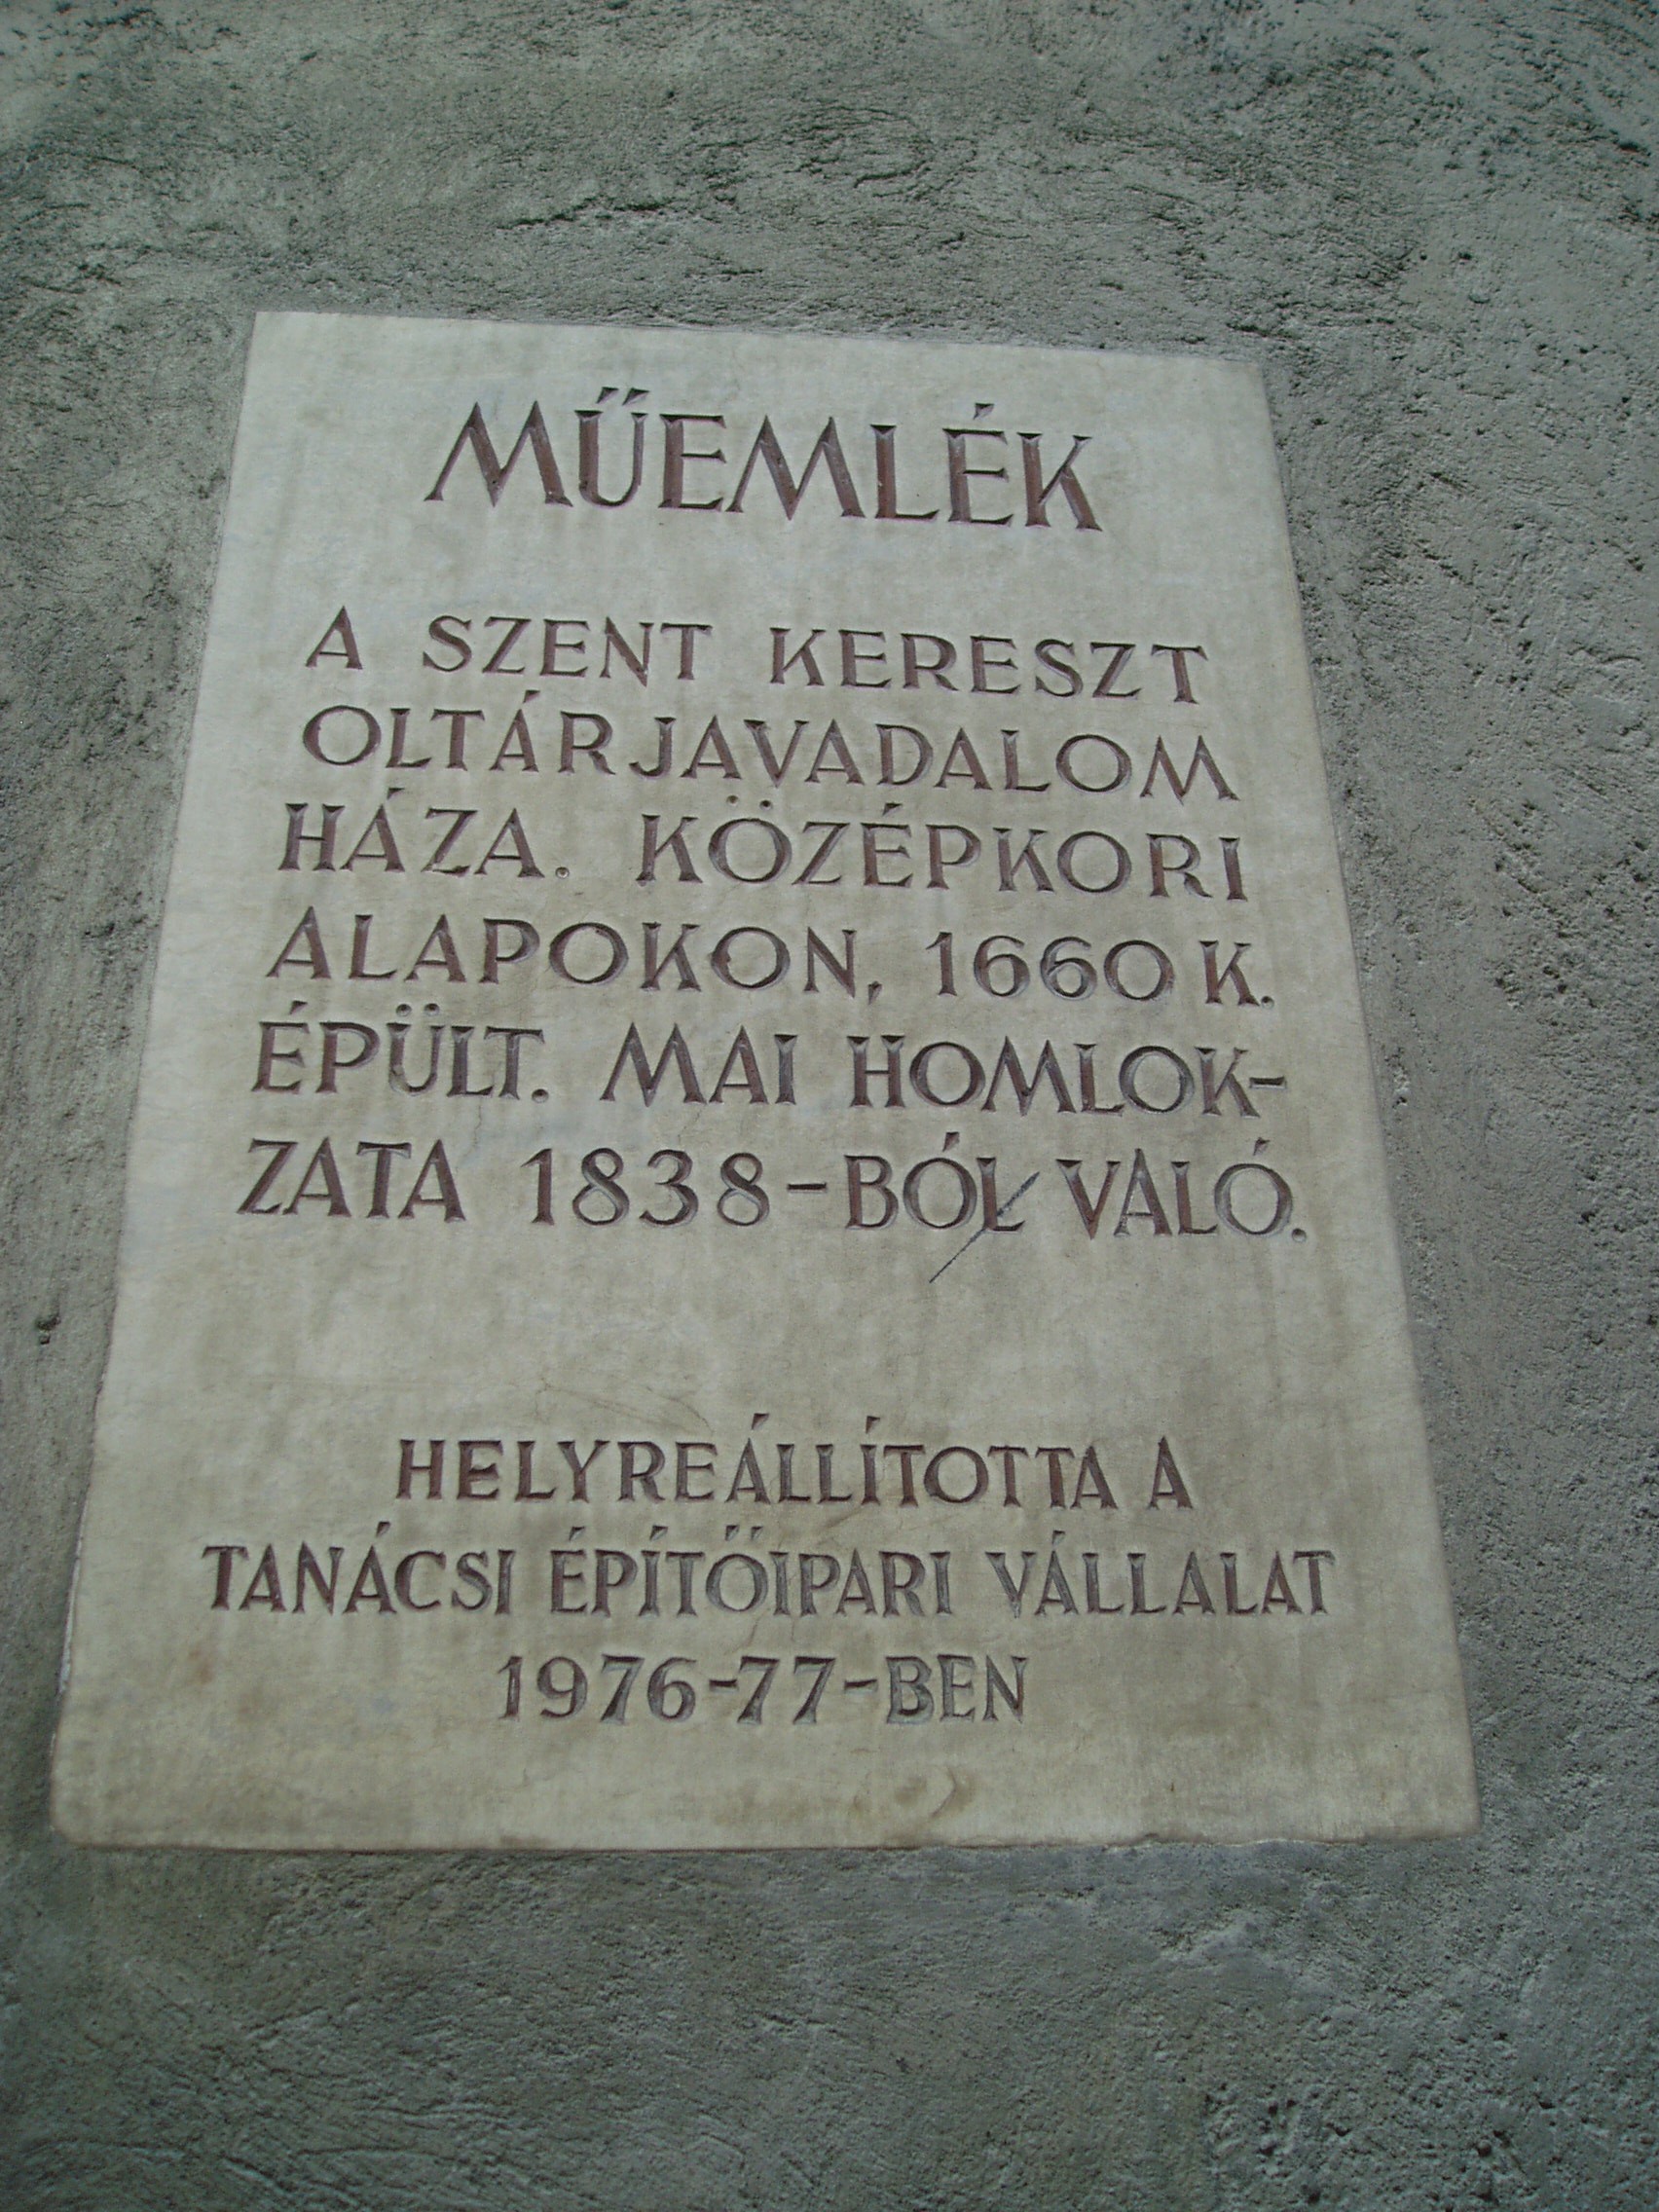 MŰEMLÉK
A SZENT KERESZT
OLTÁRJAVADALOM
HÁZA. KÖZÉPKORI
ALAPOKON, 1660 K.
ÉPÜLT. MAI HOMLOK-
ZATA 1838-BÓL VALÓ.
HELYREÁLLÍTOTTA A
TANÁCSI ÉPÍTŐIPARI VÁLLALAT
1976-77-BEN